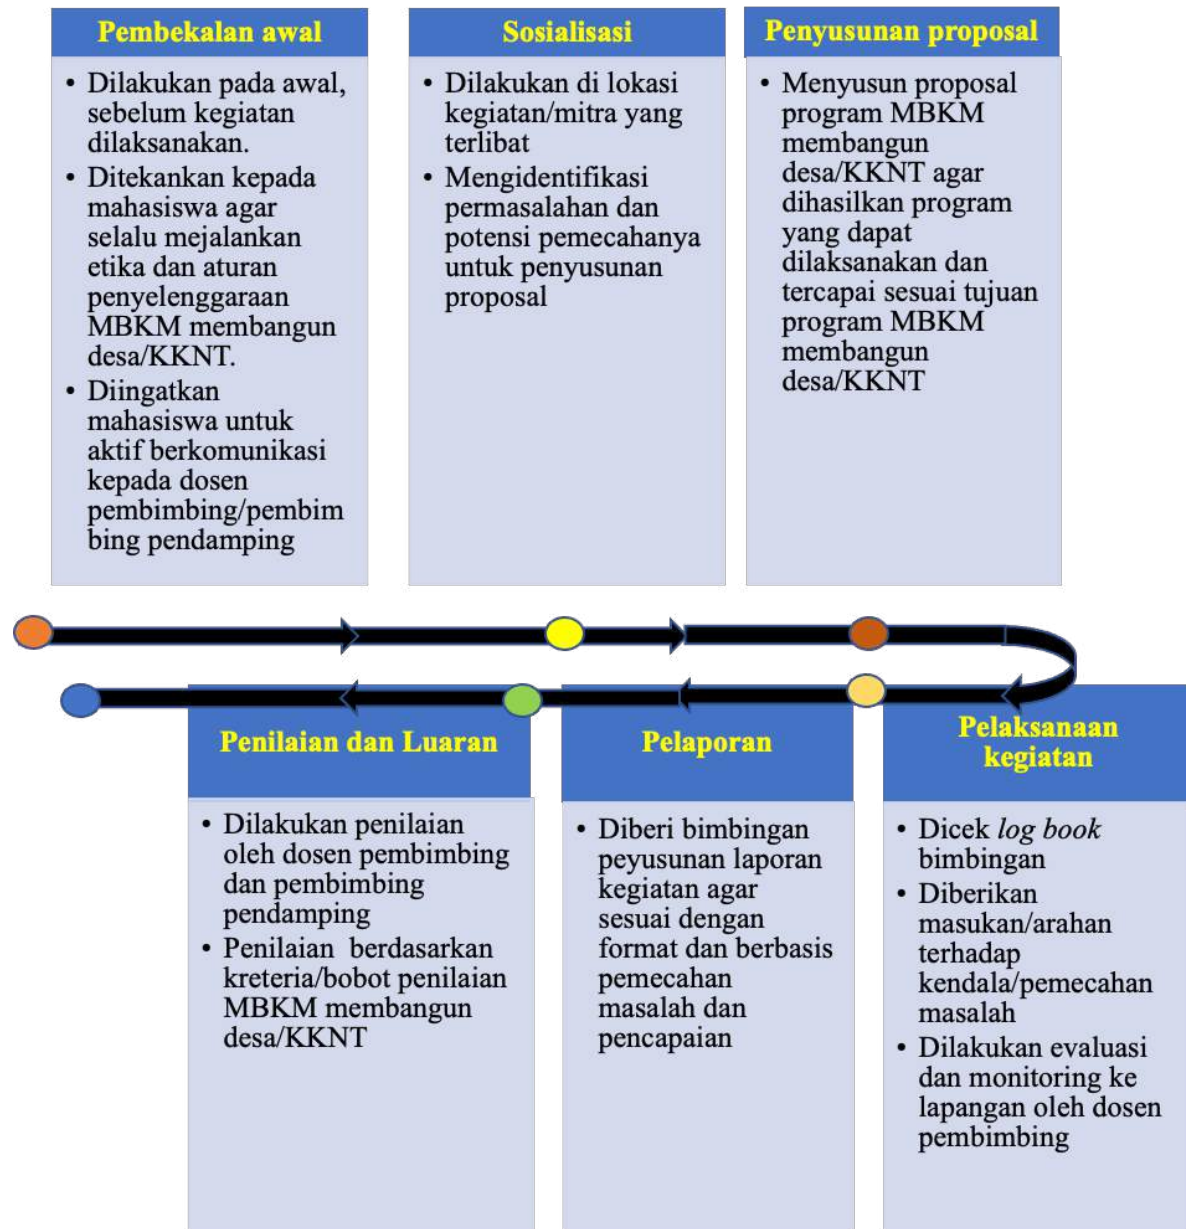 Pembekalan awal
• Dilakukan pada awal,
sebelum kegiatan
dilaksanakan.
• Ditekankan kepada
mahasiswa agar
selalu mejalankan
etika dan aturan
penyelenggaraan
MBKM membangun
desa/KKNT.
• Diingatkan
mahasiswa untuk
aktif berkomunikasi
kepada dosen
pembimbing/pembim
bing pendamping
Sosialisasi
• Dilakukan di lokasi
kegiatan/mitra yang
terlibat
• Mengidentifikasi
permasalahan dan
potensi pemecahanya
untuk penyusunan
proposal
Penyusunan proposal
• Menyusun proposal
program MBKM
membangun
desa/KKNT agar
dihasilkan program
yang dapat
dilaksanakan dan
tercapai sesuai tujuan
program MBKM
membangun
desa/KKNT
Penilaian dan Luaran
• Dilakukan penilaian
oleh dosen pembimbing
dan pembimbing
pendamping
• Penilaian berdasarkan
kreteria/bobot penilaian
MBKM membangun
desa/KKNT
Pelaporan
• Diberi bimbingan
peyusunan laporan
kegiatan agar
sesuai dengan
format dan berbasis
pemecahan
masalah dan
pencapaian
Pelaksanaan
kegiatan
• Dicek log book
bimbingan
• Diberikan
masukan/arahan
terhadap
kendala/pemecahan
masalah
• Dilakukan evaluasi
dan monitoring ke
lapangan oleh dosen
pembimbing